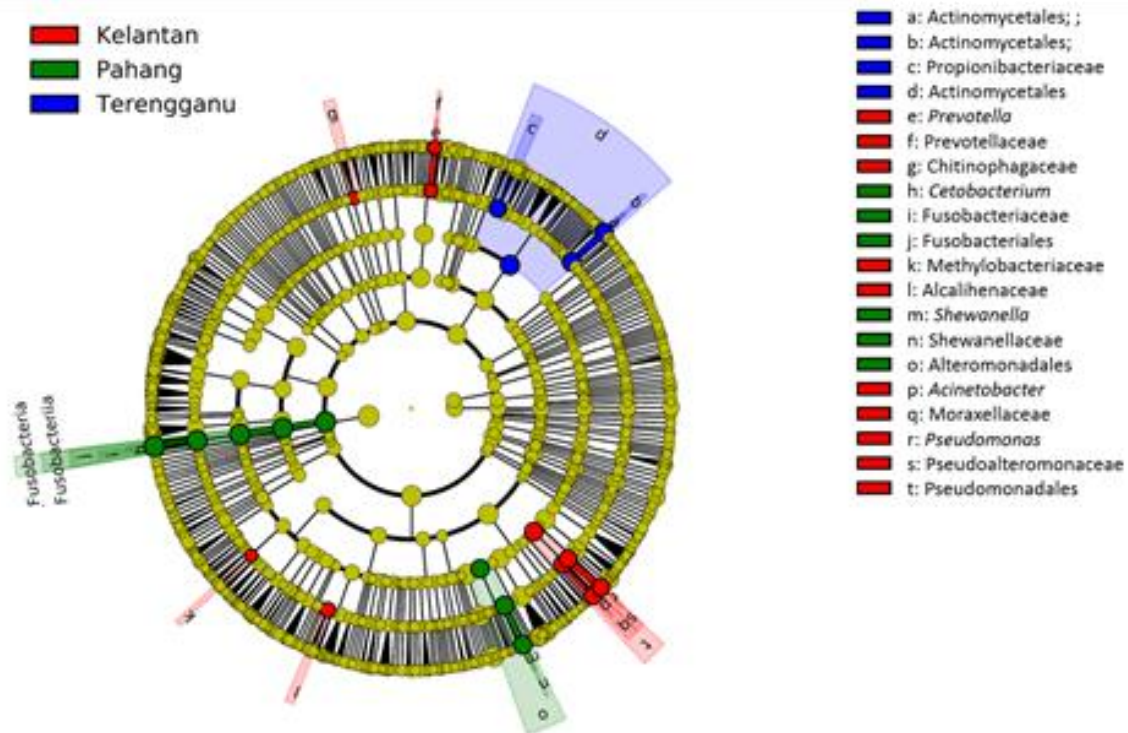 Kelantan
Pahang
Terengganu
a: Actinomycetales; ;
b: Actinomycetales;
c: Propionibacteriaceae
d: Actinomycetales
e: Prevotella
f: Prevotellaceae
g: Chitinophagaceae
h: Cetobacterium
i: Fusobacteriaceae
j: Fusobacteriales
k: Methylobacteriaceae
l: Alcalihenaceae
m: Shewanella
n: Shewanellaceae
o: Alteromonadales
p: Acinetobacter
q: Moraxellaceae
r: Pseudomonas
s: Pseudoalteromonaceae
t: Pseudomonadales
g
f
c
d
Fusobacteria
Fusobacteriia
k
l
n
o